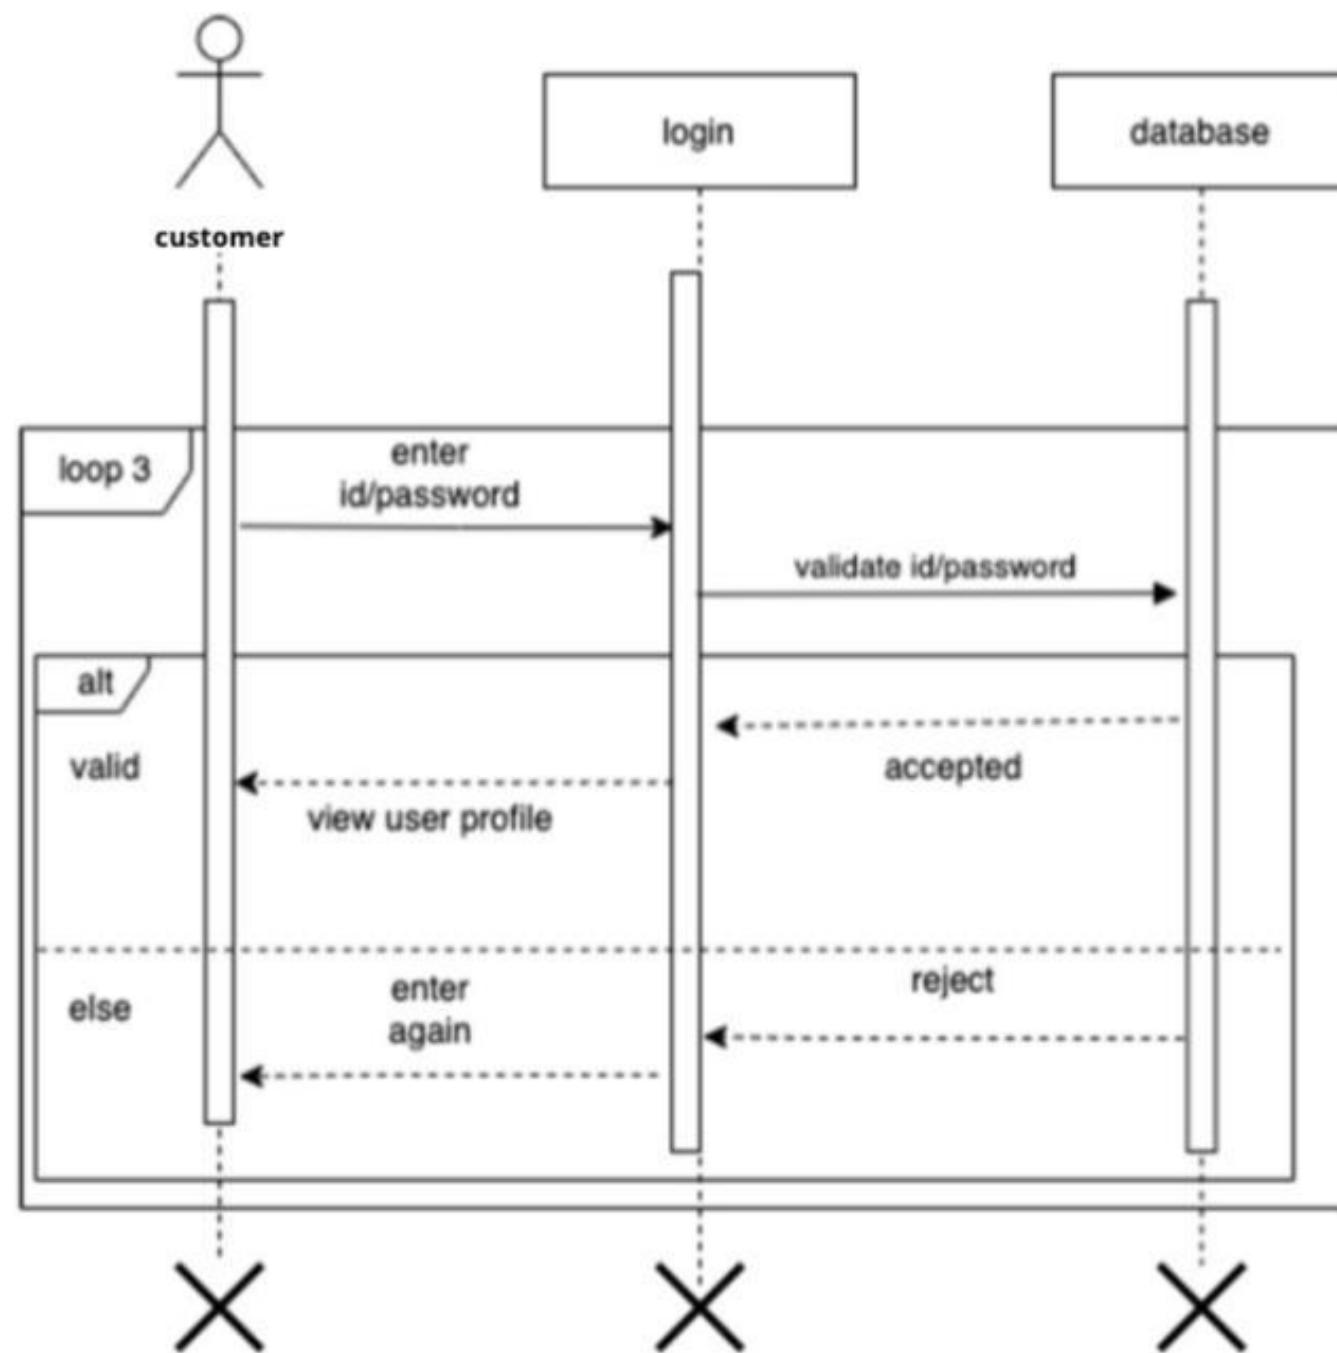 login
database
customer
loop 3
enter
id/password
validate id/password
alt
valid
accepted
view user profile
else
enter
again
reject